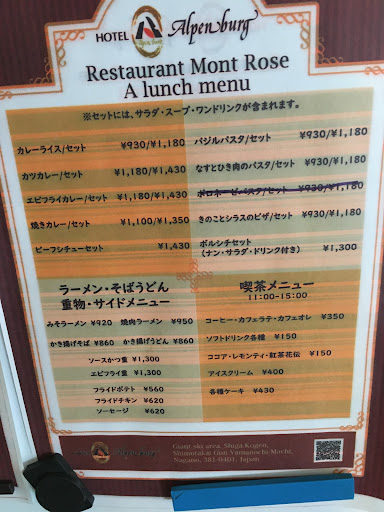 HOTEL Alpenburg
Restaurant Mont Rose
A lunch menu
※セットには、サラダ・スープ・ワンドリンクが含まれます。
カレーライス/セット ¥930/¥1,180
カツカレー/セット ¥1,180/¥1,430
エビフライカレー/セット ¥1,180/¥1,430
焼きカレー/セット ¥1,100/¥1,350
ビーフシチューセット ¥1,430
バジルパスタ/セット ¥930/¥1,180
なすとひき肉のパスタ/セット ¥930/¥1,180
ボロネーゼパスタ/セット ¥930/¥1,180
きのことシラスのピザ/セット ¥930/¥1,180
ボルシチセット
(ナン・サラダ・ドリンク付き) ¥1,300
ラーメン・そばうどん
重物・サイドメニュー
みそラーメン ¥920 焼肉ラーメン ¥950
かき揚げそば ¥860 かき揚げうどん ¥860
ソースかつ重 ¥1,300
エビフライ重 ¥1,300
フライドポテト ¥560
フライドチキン ¥620
ソーセージ ¥620
喫茶メニュー
11:00-15:00
コーヒー・カフェラテ・カフェオレ ¥350
ソフトドリンク各種 ¥150
ココア・レモンティ・紅茶花伝 ¥150
アイスクリーム ¥400
各種ケーキ ¥430
Giant ski area, Shiga Kogen,
Shimotakai Gun Yamanouchi Machi,
Nagano, 381-0401, Japan